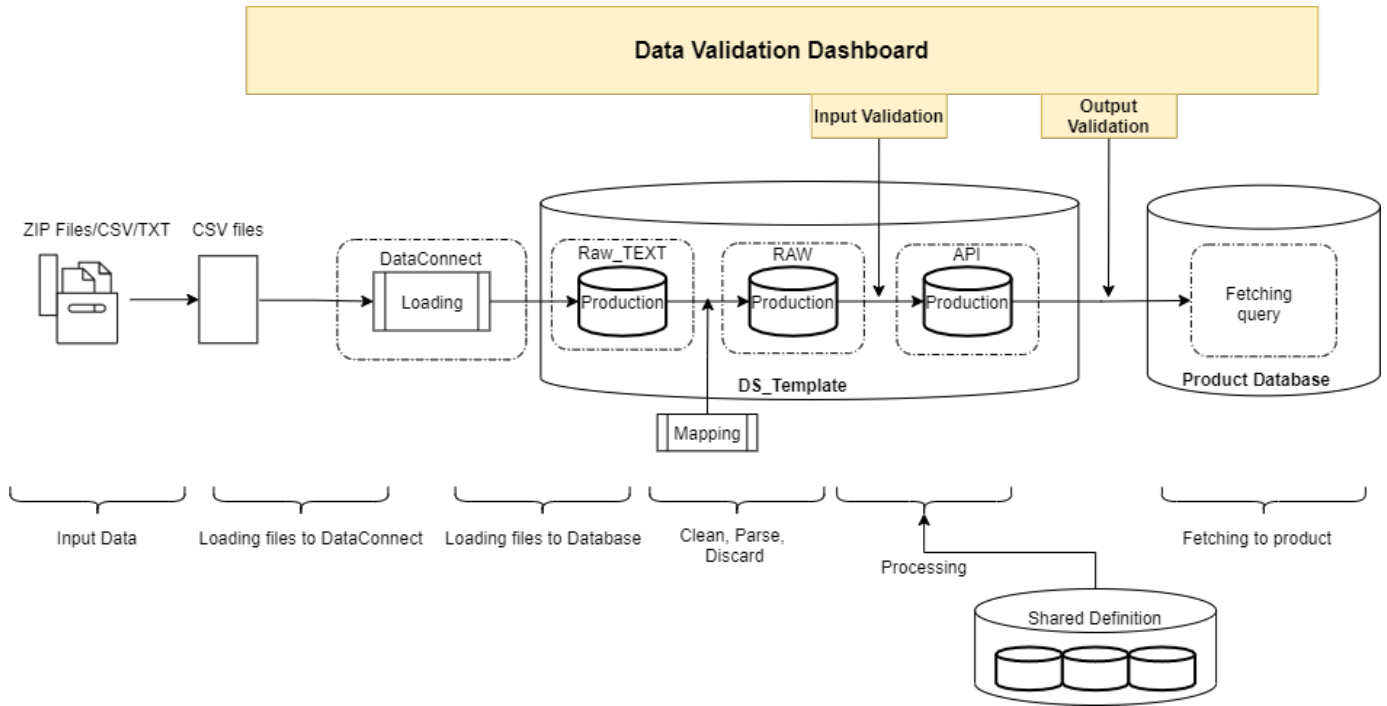 Data Validation Dashboard
Input Validation
Output
Validation
ZIP Files/CSV/TXT
CSV files
DataConnect
Loading
Raw_TEXT
Production
RAW
Production
API
Production
DS_Template
Fetching
query
Product Database
Mapping
Input Data
Loading files to DataConnect
Loading files to Database
Clean, Parse,
Discard
Processing
Fetching to product
Shared Definition